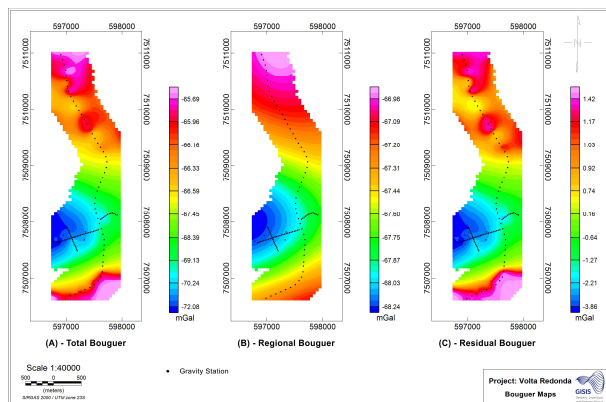 597000 598000 597000 598000 597000 598000
N
7511000 7511000 7511000 7511000
7510000 7510000 7510000 7510000
7509000 7509000 7509000 7509000
7508000 7508000 7508000 7508000
7507000 7507000 7507000 7507000
-65.69
-65.96
-66.16
-66.33
-66.59
-67.45
-68.39
-69.13
-70.24
-72.08
mGal
-66.98
-67.09
-67.21
-67.31
-67.44
-67.60
-67.75
-67.87
-68.03
-68.24
mGal
1.42
1.17
1.03
0.92
0.74
0.16
-0.64
-1.27
-2.21
-3.86
mGal
597000 598000 597000 598000 597000 598000
(A) - Total Bouguer
(B) - Regional Bouguer
(C) - Residual Bouguer
Scale 1:40000
500 0 500
(meters)
SIRGAS 2000 / UTM zone 23S
Gravity Station
Project: Volta Redonda
Bouguer Maps
GISIS